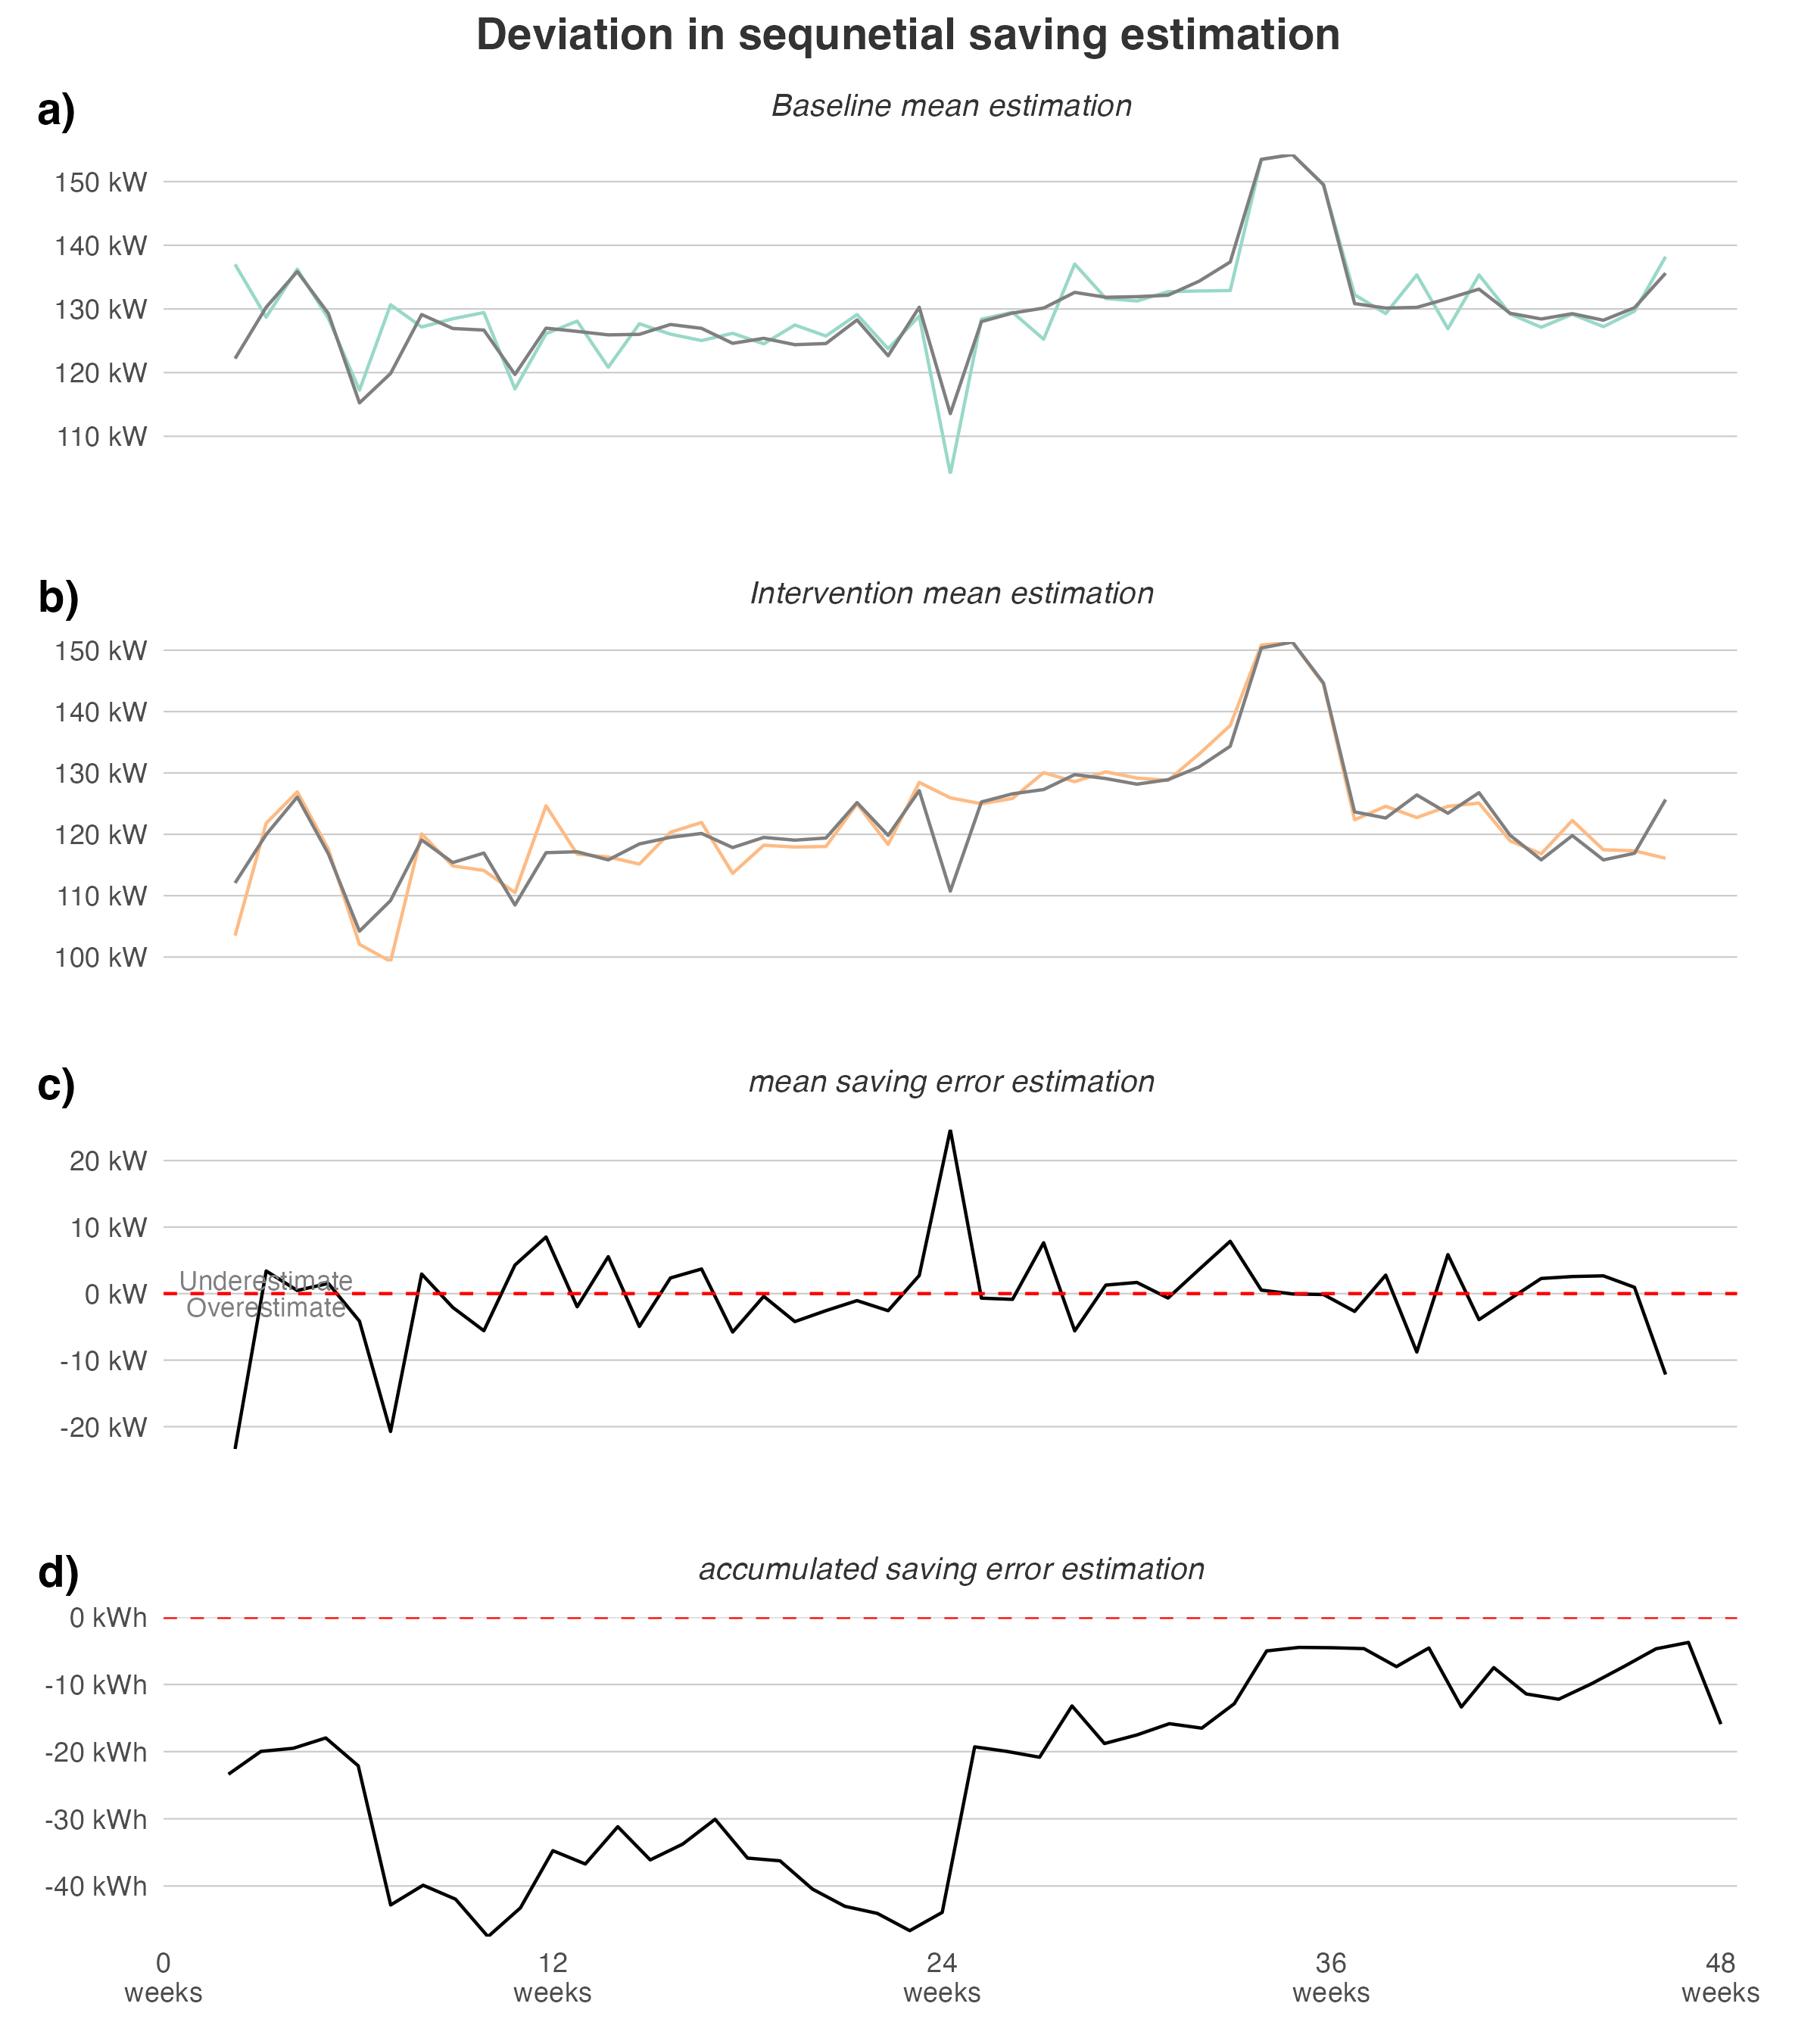 Deviation in sequnetial saving estimation
a)
Baseline mean estimation
150 kW
140 kW
130 kW
120 kW
110 kW
b)
Intervention mean estimation
150 kW
140 kW
130 kW
120 kW
110 kW
100 kW
c)
mean saving error estimation
20 kW
10 kW
Underestimate
0 kW
Overestimate
-10 kW
-20 kW
d)
accumulated saving error estimation
0 kWh
-10 kWh
-20 kWh
-30 kWh
-40 kWh
0 12 24 36 48
weeks weeks weeks weeks weeks